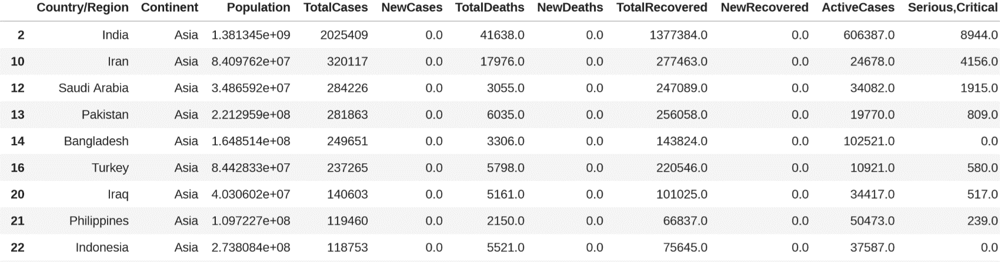 Country/Region Continent Population TotalCases NewCases TotalDeaths NewDeaths TotalRecovered NewRecovered ActiveCases Serious,Critical
2 India Asia 1.381345e+09 2025409 0.0 41638.0 0.0 1377384.0 0.0 606387.0 8944.0
10 Iran Asia 8.409762e+07 320117 0.0 17976.0 0.0 277463.0 0.0 24678.0 4156.0
12 Saudi Arabia Asia 3.486592e+07 284226 0.0 3055.0 0.0 247089.0 0.0 34082.0 1915.0
13 Pakistan Asia 2.212959e+08 281863 0.0 6035.0 0.0 256058.0 0.0 19770.0 809.0
14 Bangladesh Asia 1.648514e+08 249651 0.0 3306.0 0.0 143824.0 0.0 102521.0 0.0
16 Turkey Asia 8.442833e+07 237265 0.0 5798.0 0.0 220546.0 0.0 10921.0 580.0
20 Iraq Asia 4.030602e+07 140603 0.0 5161.0 0.0 101025.0 0.0 34417.0 517.0
21 Philippines Asia 1.097227e+08 119460 0.0 2150.0 0.0 66837.0 0.0 50473.0 239.0
22 Indonesia Asia 2.738084e+08 118753 0.0 5521.0 0.0 75645.0 0.0 37587.0 0.0